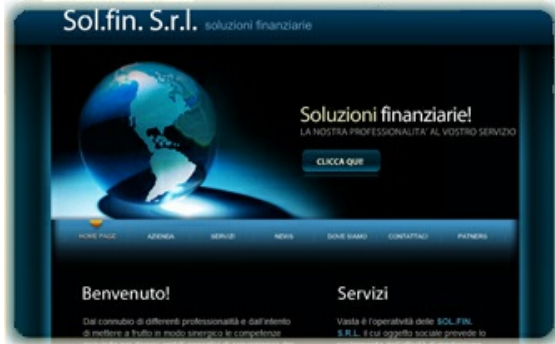 Sol.fin. S.r.l. soluzioni finanziarie
Soluzioni finanziarie!
LA NOSTRA PROFESSIONALITA' AL VOSTRO SERVIZIO
CLICCA QUI!
HOME PAGE AZIENDA SERVIZI NEWS DOVE SIAMO CONTATTACI PATNERS
Benvenuto!
Dal connubio di differenti professionalità e dall'intento
di mettere a frutto in modo sinergico le competenze
Servizi
Vasta è l'operatività delle SOL.FIN.
S.R.L. il cui oggetto sociale prevede lo